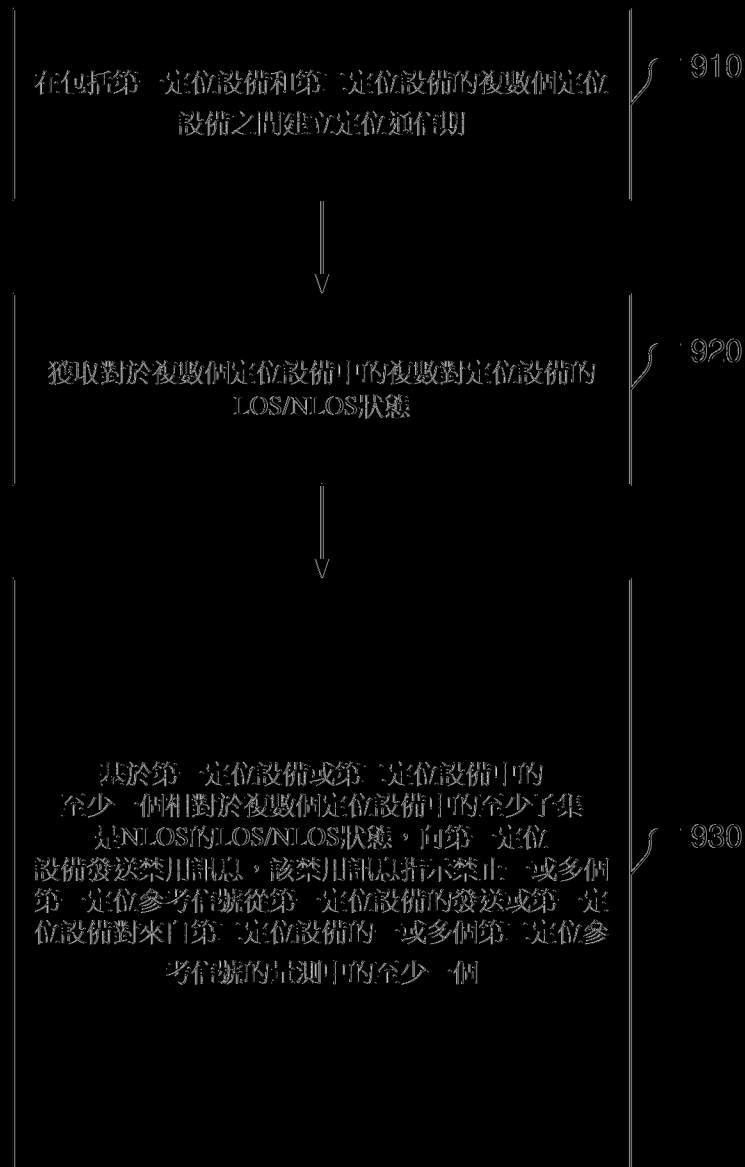 在包括第一定位設備和第二定位設備的複數個定位
設備之間建立定位通信期
910
獲取對於複數個定位設備中的複數對定位設備的
LOS/NLOS狀態
920
基於第一定位設備或第二定位設備中的
至少一個相對於複數個定位設備中的至少子集
是NLOS的LOS/NLOS狀態，向第一定位
設備發送禁用訊息，該禁用訊息指示禁止一或多個
第一定位參考信號從第一定位設備的發送或第一定
位設備對來自第二定位設備的一或多個第二定位參
考信號的量測中的至少一個
930